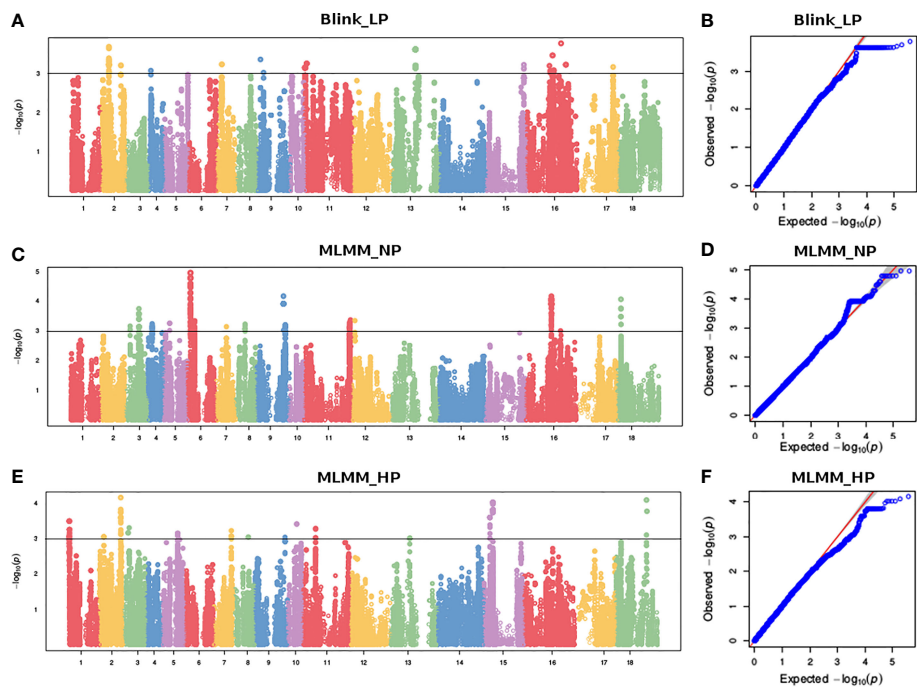 A
Blink_LP
−log₁₀(p)
3
2
1
1 2 3 4 5 6 7 8 9 10 11 12 13 14 15 16 17 18
B
Blink_LP
Observed −log₁₀(p)
3
2
1
0
0 1 2 3 4 5
Expected −log₁₀(p)
C
MLMM_NP
−log₁₀(p)
5
4
3
2
1
1 2 3 4 5 6 7 8 9 10 11 12 13 14 15 16 17 18
D
MLMM_NP
Observed −log₁₀(p)
5
4
3
2
1
0
0 1 2 3 4 5
Expected −log₁₀(p)
E
MLMM_HP
−log₁₀(p)
4
3
2
1
1 2 3 4 5 6 7 8 9 10 11 12 13 14 15 16 17 18
F
MLMM_HP
Observed −log₁₀(p)
4
3
2
1
0
0 1 2 3 4 5
Expected −log₁₀(p)